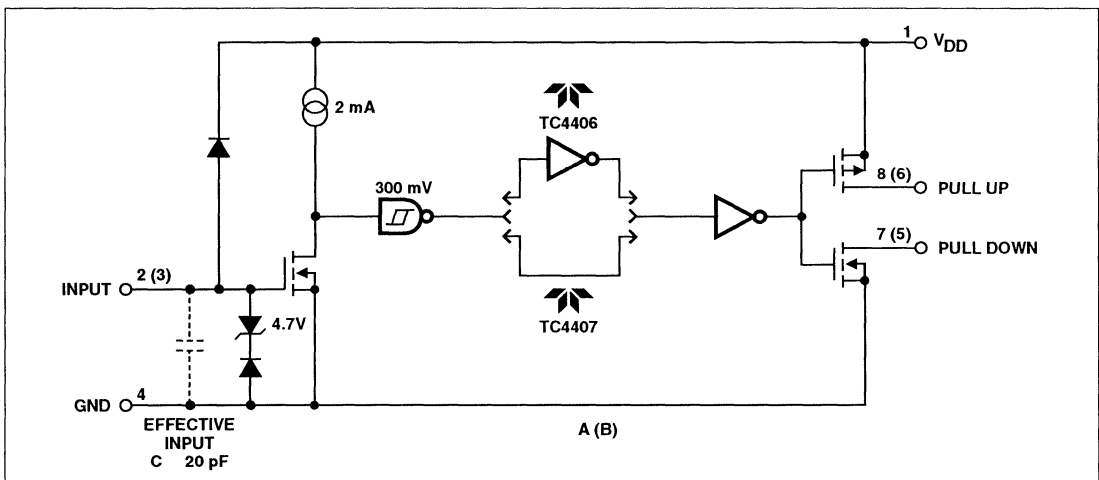 1
VDD
2 mA
TC4406
300 mV
8 (6)
PULL UP
7 (5)
PULL DOWN
2 (3)
INPUT
4.7V
TC4407
4
GND
EFFECTIVE
INPUT
C 20 pF
A (B)